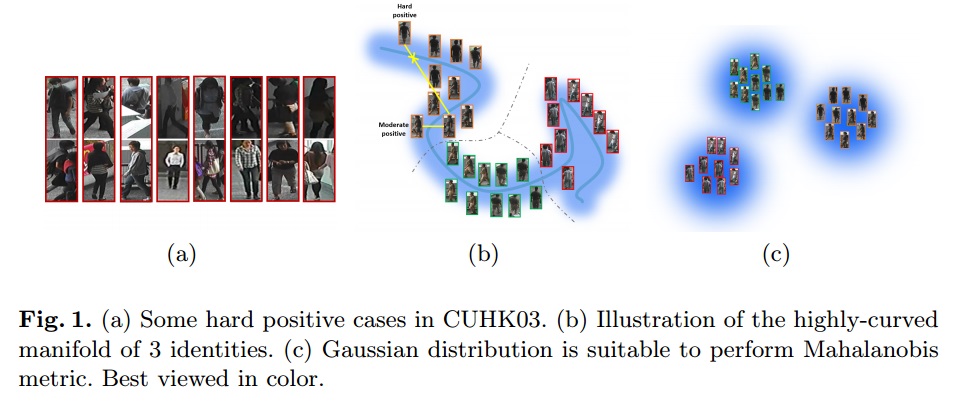 Hard
positive
Moderate
positive
(a)
(b)
(c)
Fig. 1. (a) Some hard positive cases in CUHK03. (b) Illustration of the highly-curved
manifold of 3 identities. (c) Gaussian distribution is suitable to perform Mahalanobis
metric. Best viewed in color.